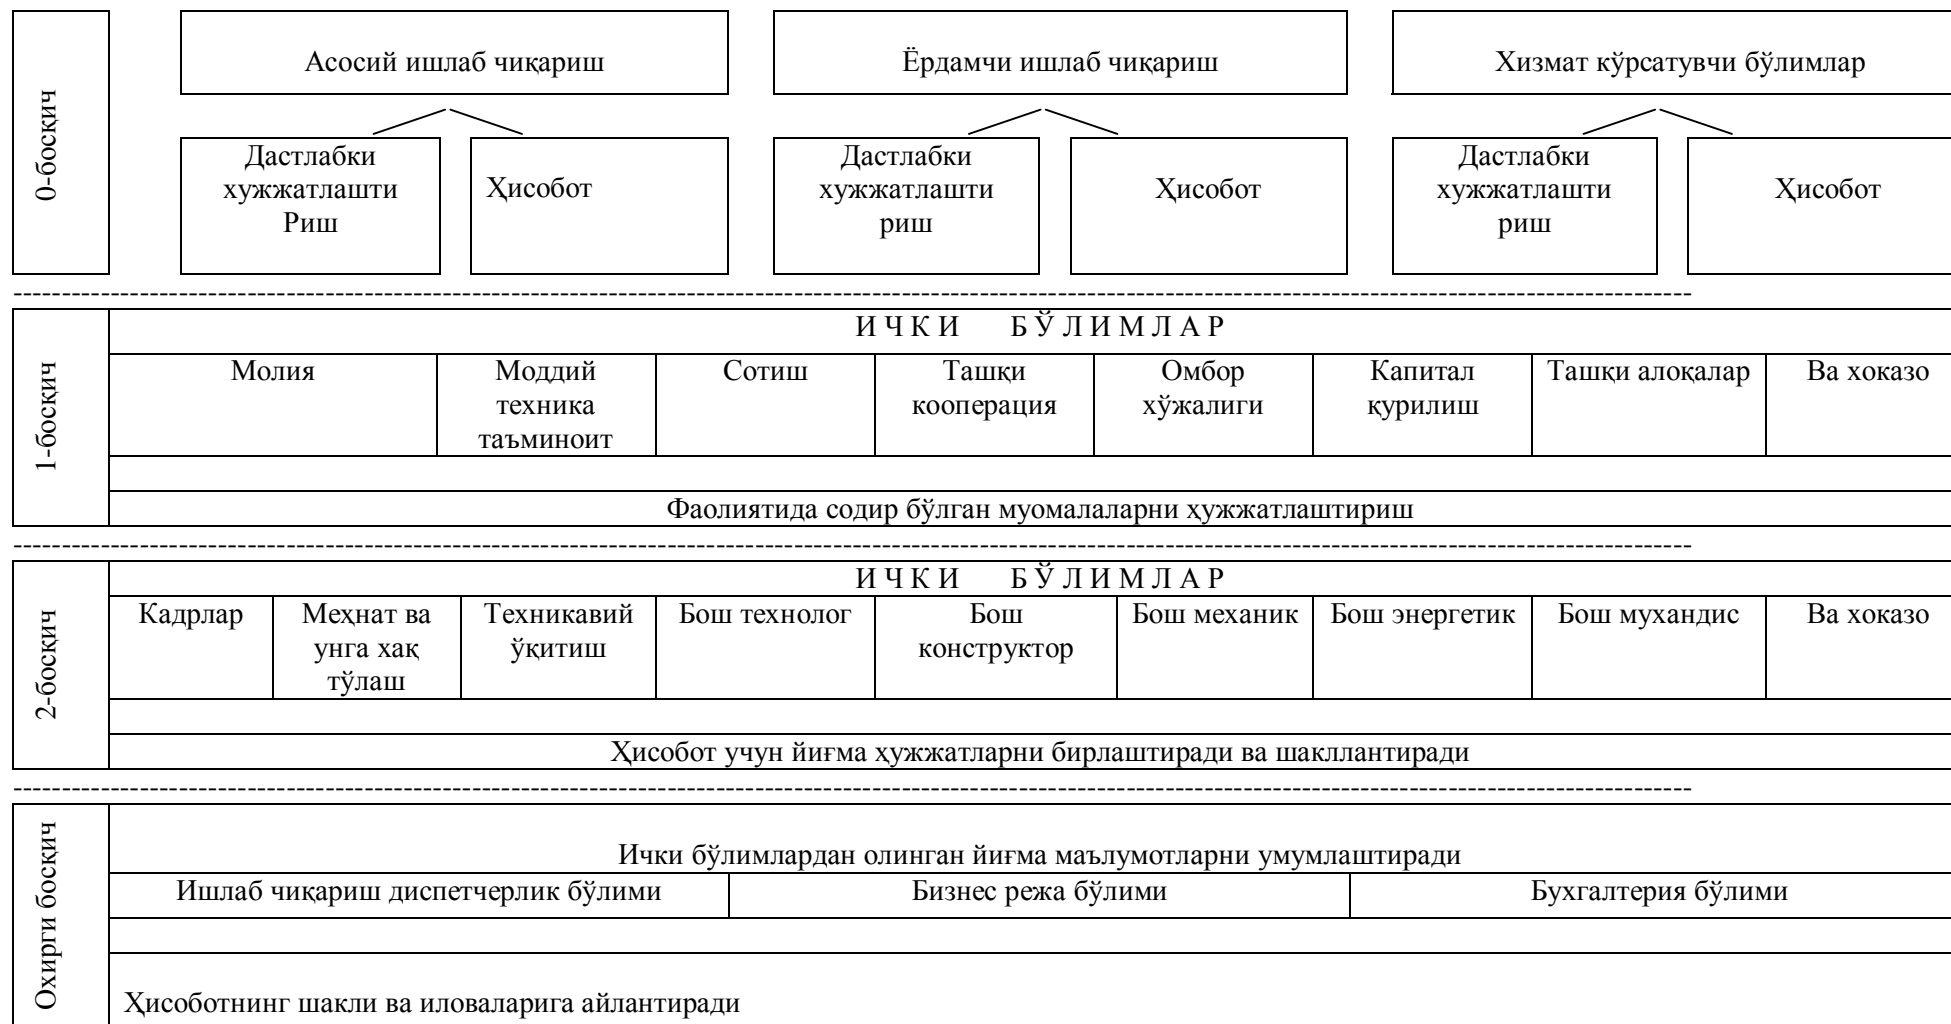 0-босқич
Асосий ишлаб чиқариш
Ёрдамчи ишлаб чиқариш
Хизмат кўрсатувчи бўлимлар
Дастлабки
хужжатлашти
Риш
Ҳисобот
Дастлабки
хужжатлашти
риш
Ҳисобот
Дастлабки
хужжатлашти
риш
Ҳисобот
1-босқич
И Ч К И Б Ў Л И М Л А Р
Молия
Моддий
техника
таъминоит
Сотиш
Ташқи
кооперация
Омбор
хўжалиги
Капитал
қурилиш
Ташқи алоқалар
Ва хоказо
Фаолиятида содир бўлган муомалаларни ҳужжатлаштириш
2-босқич
И Ч К И Б Ў Л И М Л А Р
Кадрлар
Меҳнат ва
унга хақ
тўлаш
Техникавий
ўқитиш
Бош технолог
Бош
конструктор
Бош механик
Бош энергетик
Бош мухандис
Ва хоказо
Ҳисобот учун йиғма ҳужжатларни бирлаштиради ва шакллантиради
Охирги босқич
Ички бўлимлардан олинган йиғма маълумотларни умумлаштиради
Ишлаб чиқариш диспетчерлик бўлими
Бизнес режа бўлими
Бухгалтерия бўлими
Ҳисоботнинг шакли ва иловаларига айлантиради